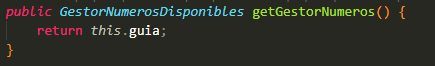 public GestorNumerosDisponibles getGestorNumeros() {
    return this.guia;
}